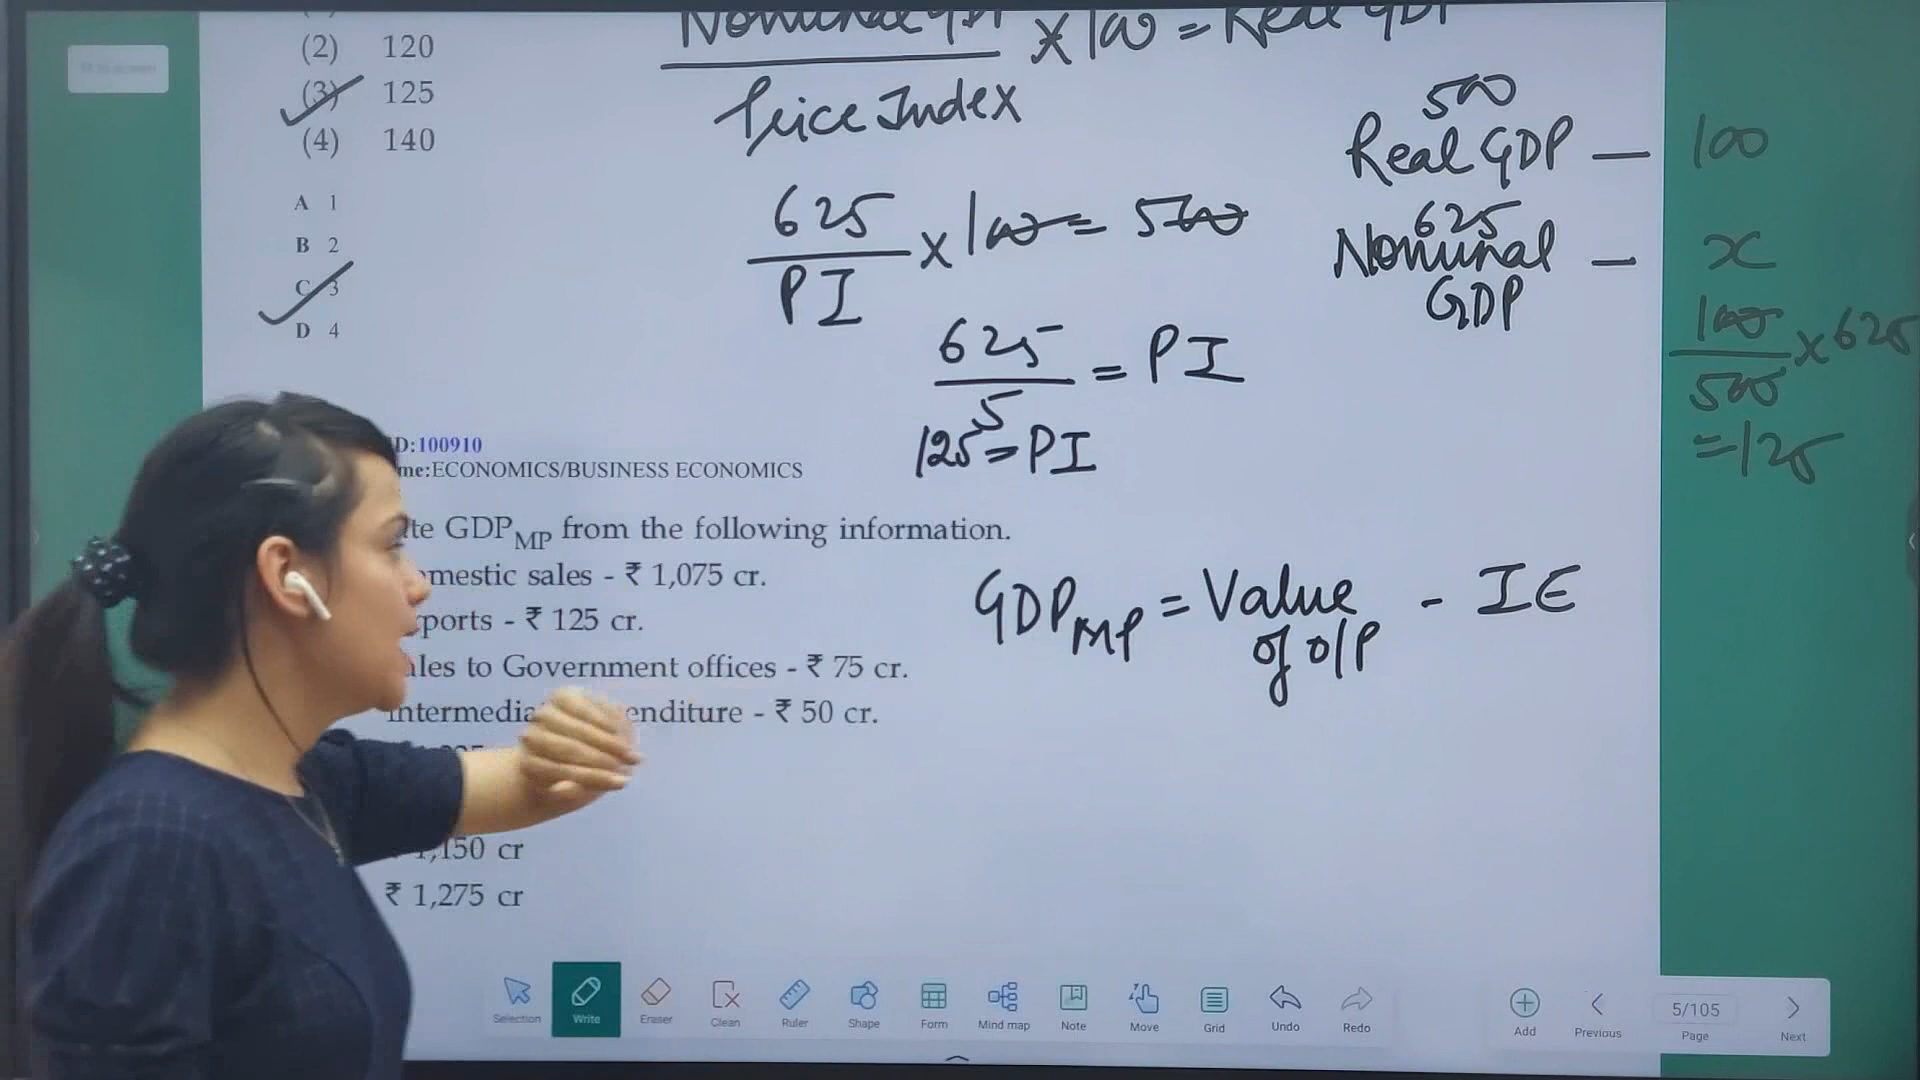 Nominal GDP × 100 = Real GDP
Price Index
(2) 120
(3) 125
(4) 140
A 1
B 2
C 3
D 4
625 × 100 = 500
PI
625 = PI
5
125 = PI
500
Real GDP — 100
625
Nominal — x
GDP
100 × 625
500
= 125
D:100910
me:ECONOMICS/BUSINESS ECONOMICS
te GDPMP from the following information.
mestic sales - ₹ 1,075 cr.
ports - ₹ 125 cr.
ales to Government offices - ₹ 75 cr.
Intermedia enditure - ₹ 50 cr.
1,150 cr
₹ 1,275 cr
GDPMP = Value - IE
of o/p
Selection Write Eraser Clean Ruler Shape Form Mind map Note Move Grid Undo Redo
Add Previous 5/105 Page Next